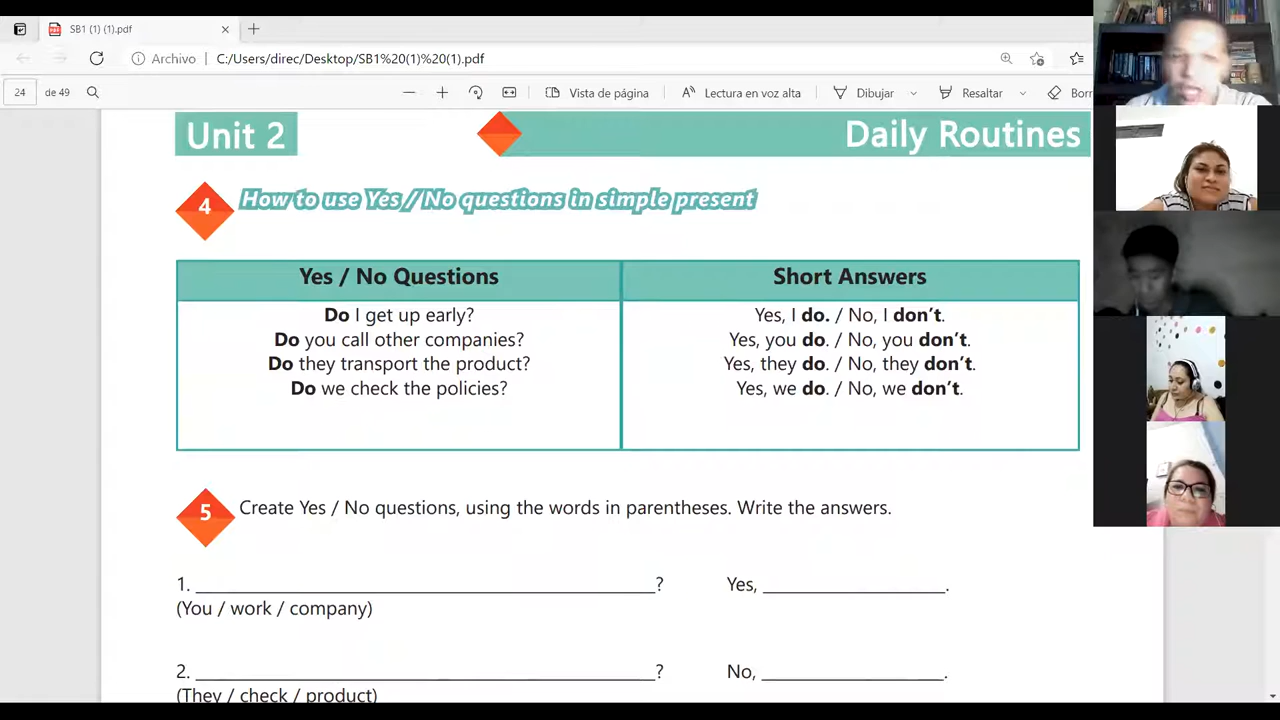 SB1 (1) (1).pdf
Archivo
C:/Users/direc/Desktop/SB1%20(1)%20(1).pdf
24 de 49
Vista de página
Lectura en voz alta
Dibujar
Resaltar
Borr
Unit 2
Daily Routines
4 How to use Yes / No questions in simple present
Yes / No Questions Short Answers
Do I get up early? Yes, I do. / No, I don't.
Do you call other companies? Yes, you do. / No, you don't.
Do they transport the product? Yes, they do. / No, they don't.
Do we check the policies? Yes, we do. / No, we don't.
5 Create Yes / No questions, using the words in parentheses. Write the answers.
1. ______________________________? Yes, ____________________.
(You / work / company)
2. ______________________________? No, ____________________.
(They / check / product)